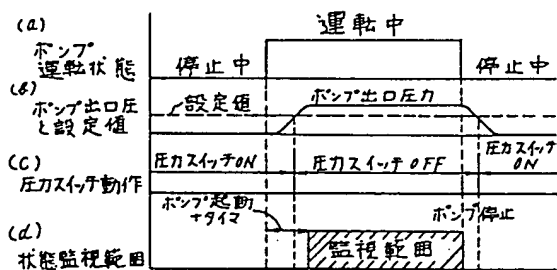 (a)
ポンプ
運転状態
停止中
運転中
停止中
(b)
ポンプ出口圧
と設定値
設定値
ポンプ出口圧力
(c)
圧力スイッチ動作
圧力スイッチON
圧力スイッチOFF
圧力スイッチ
ON
(d)
状態監視範囲
ポンプ起動
+タイマ
監視範囲
ポンプ停止